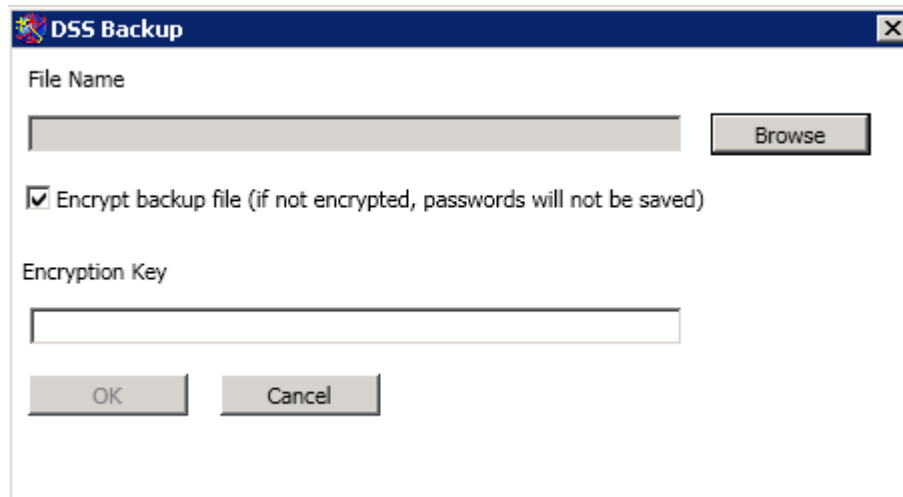 DSS Backup
File Name
Browse
Encrypt backup file (if not encrypted, passwords will not be saved)
Encryption Key
OK
Cancel